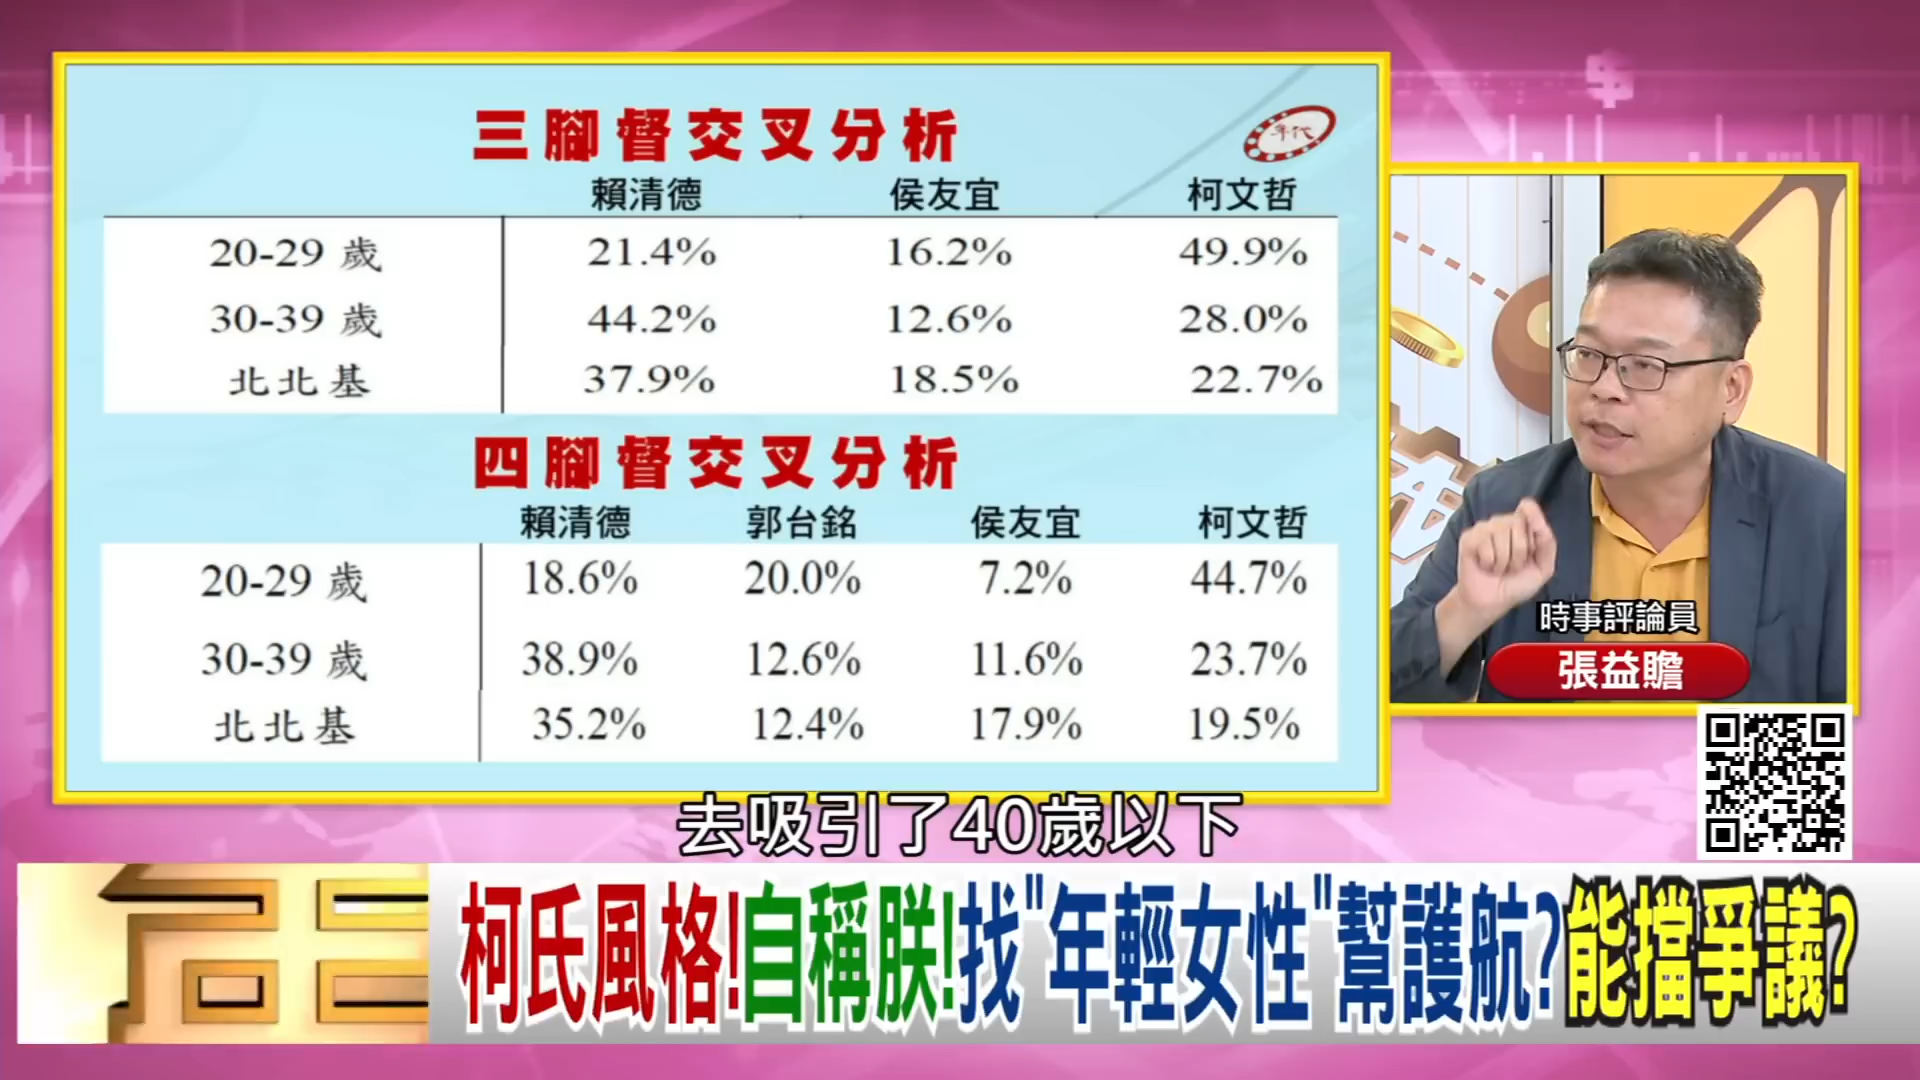 三腳督交叉分析
年代
賴清德 侯友宜 柯文哲
20-29 歲 21.4% 16.2% 49.9%
30-39 歲 44.2% 12.6% 28.0%
北北基 37.9% 18.5% 22.7%
四腳督交叉分析
賴清德 郭台銘 侯友宜 柯文哲
20-29 歲 18.6% 20.0% 7.2% 44.7%
30-39 歲 38.9% 12.6% 11.6% 23.7%
北北基 35.2% 12.4% 17.9% 19.5%
時事評論員
張益贍
去吸引了40歲以下
柯氏風格!自稱朕!找"年輕女性"幫護航?能擋爭議?